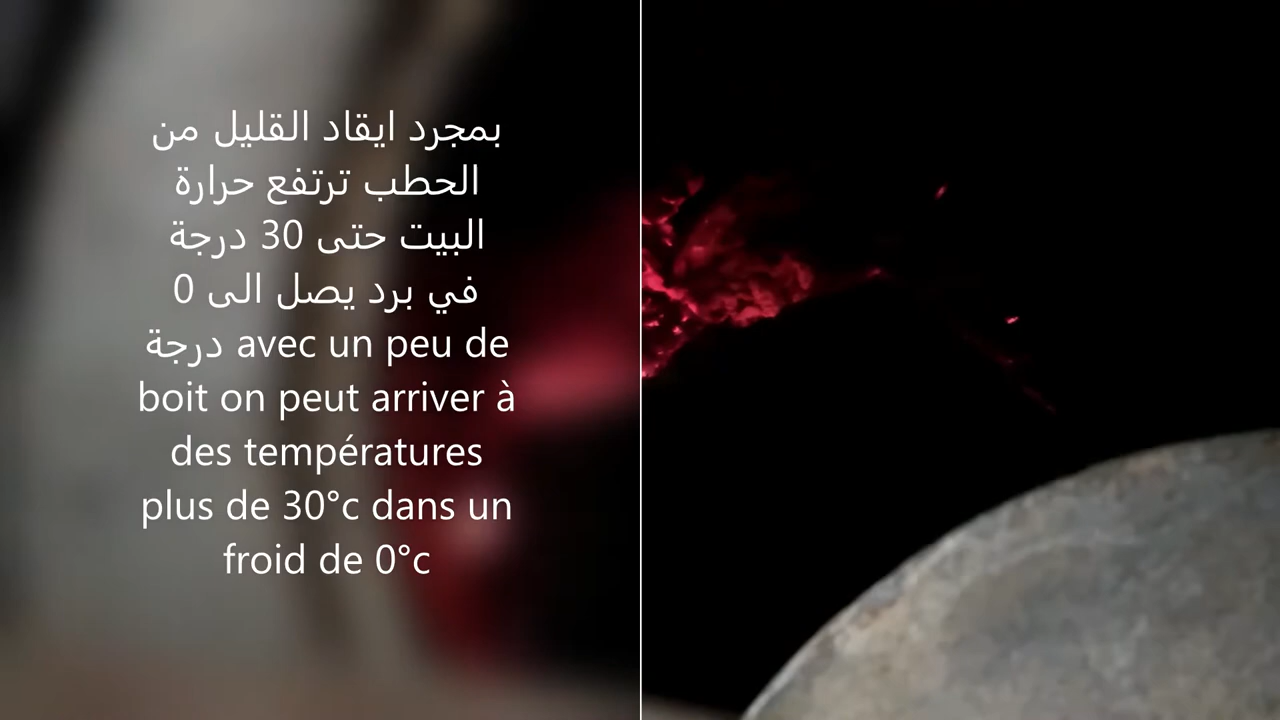 بمجرد ايقاد القليل من
الحطب ترتفع حرارة
البيت حتى 30 درجة
في برد يصل الى 0
درجة avec un peu de
boit on peut arriver à
des températures
plus de 30°c dans un
froid de 0°c